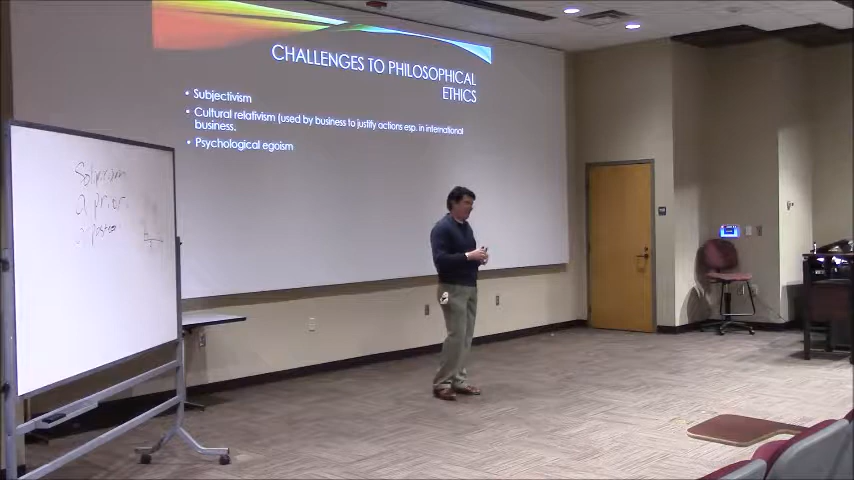 CHALLENGES TO PHILOSOPHICAL
ETHICS
• Subjectivism
• Cultural relativism (used by business to justify actions esp. in international
business.
• Psychological egoism
a priori